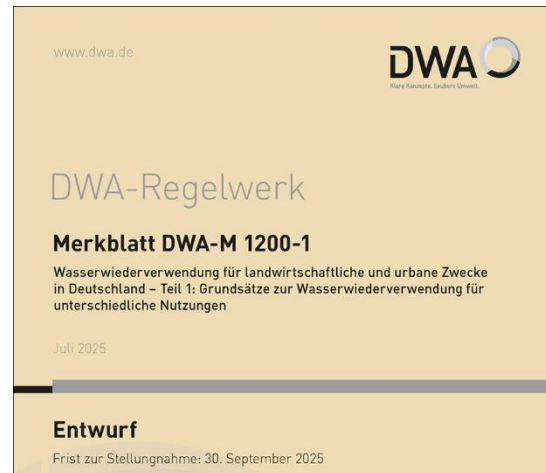 www.dwa.de
DWA
Klare Konzepte. Saubere Umwelt.
DWA-Regelwerk
Merkblatt DWA-M 1200-1
Wasserwiederverwendung für landwirtschaftliche und urbane Zwecke
in Deutschland – Teil 1: Grundsätze zur Wasserwiederverwendung für
unterschiedliche Nutzungen
Juli 2025
Entwurf
Frist zur Stellungnahme: 30. September 2025